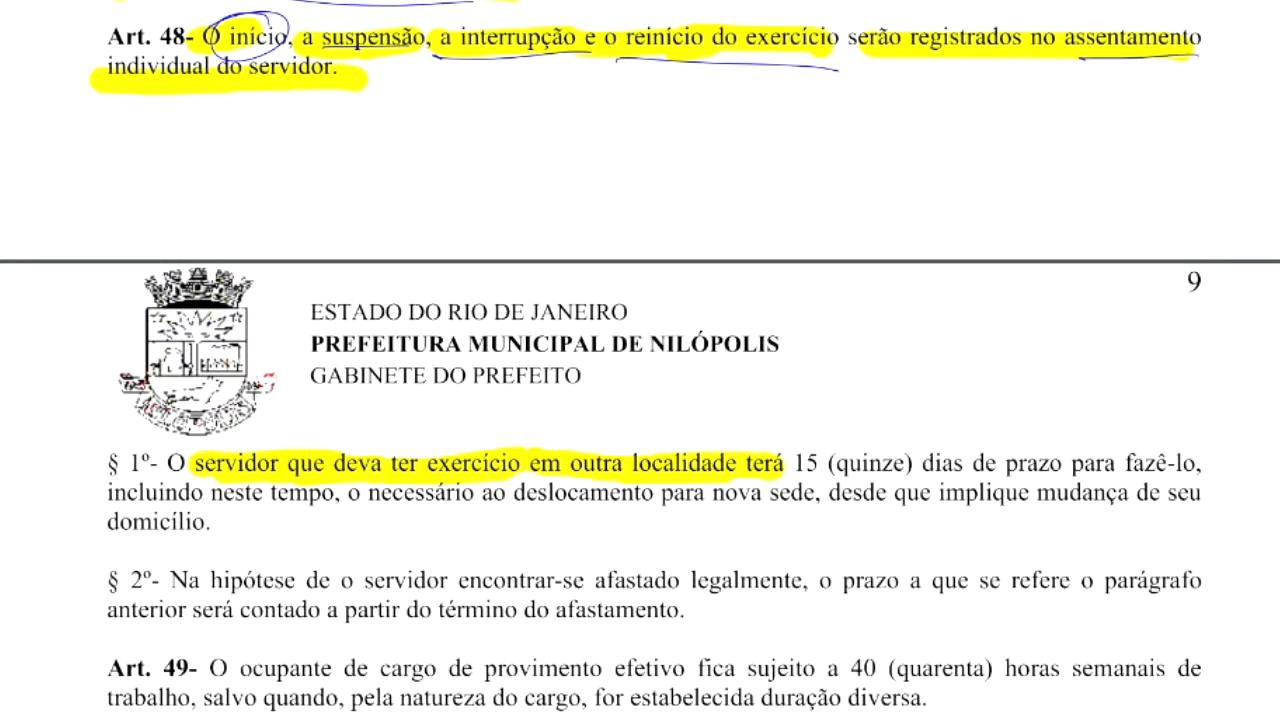 Art. 48- O início, a suspensão, a interrupção e o reinício do exercício serão registrados no assentamento
individual do servidor.
9
ESTADO DO RIO DE JANEIRO
PREFEITURA MUNICIPAL DE NILÓPOLIS
GABINETE DO PREFEITO
§ 1º- O servidor que deva ter exercício em outra localidade terá 15 (quinze) dias de prazo para fazê-lo,
incluindo neste tempo, o necessário ao deslocamento para nova sede, desde que implique mudança de seu
domicílio.
§ 2º- Na hipótese de o servidor encontrar-se afastado legalmente, o prazo a que se refere o parágrafo
anterior será contado a partir do término do afastamento.
Art. 49- O ocupante de cargo de provimento efetivo fica sujeito a 40 (quarenta) horas semanais de
trabalho, salvo quando, pela natureza do cargo, for estabelecida duração diversa.